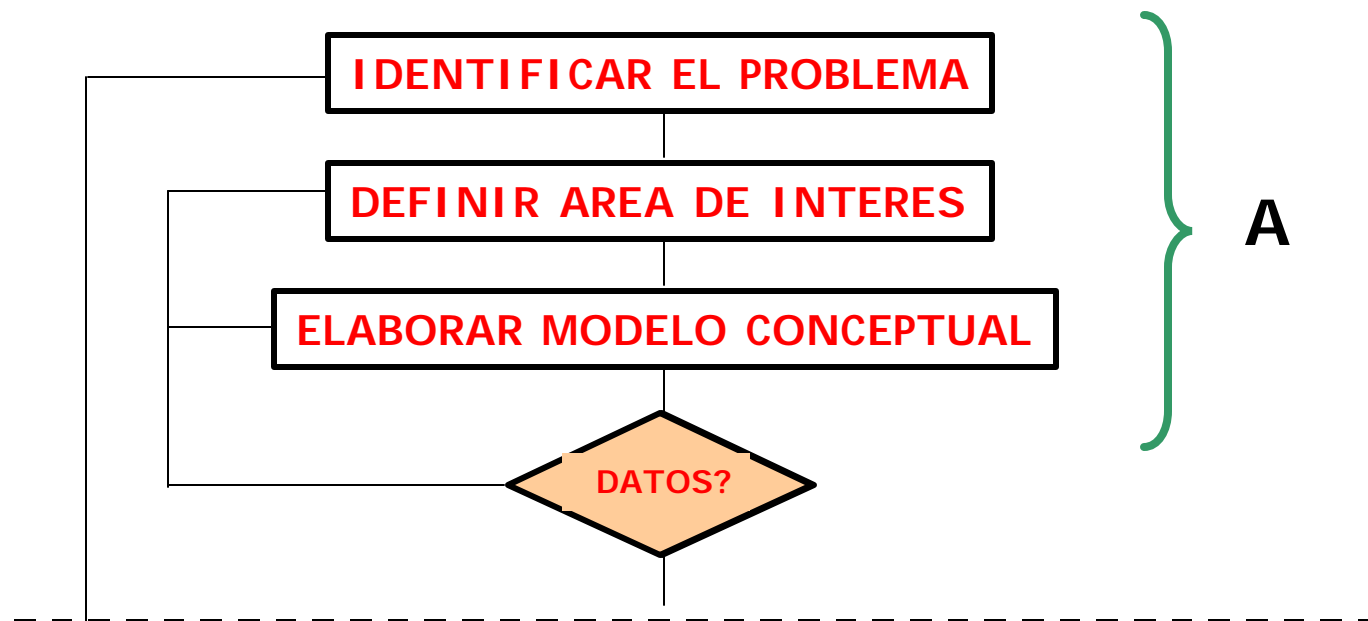 IDENTIFICAR EL PROBLEMA
DEFINIR AREA DE INTERES
A
ELABORAR MODELO CONCEPTUAL
DATOS?